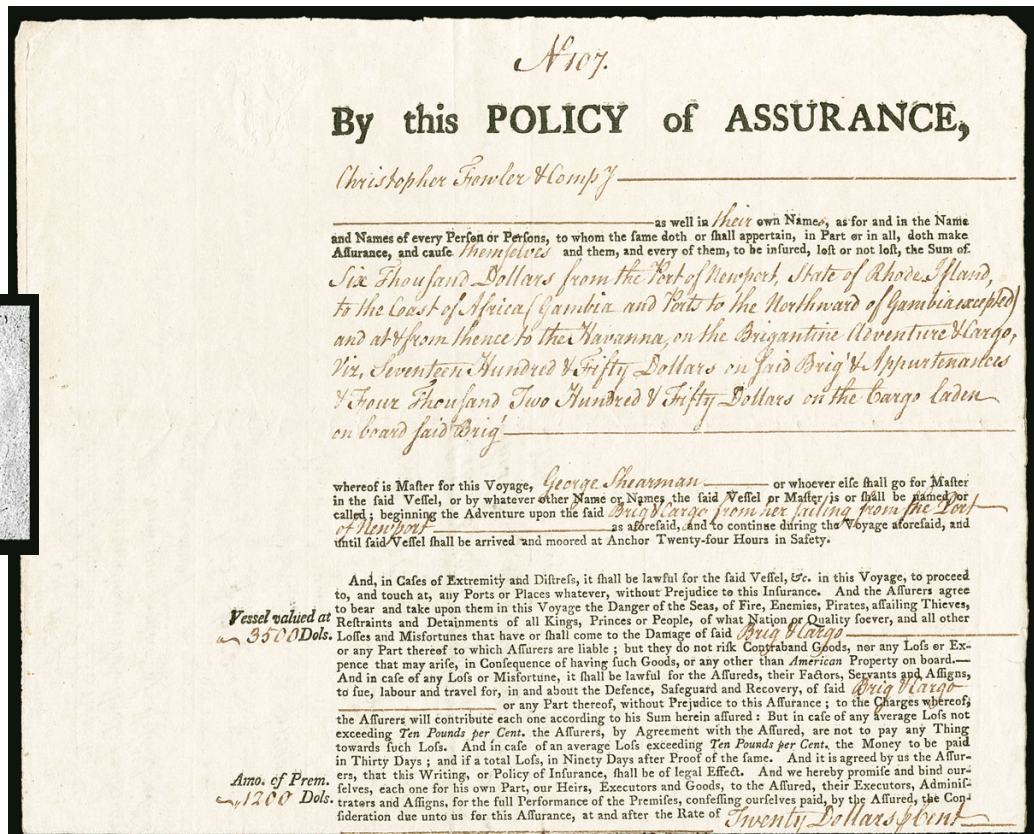 No 107.
By this POLICY of ASSURANCE,
Christopher Fowler & Compy
as well in their own Names, as for and in the Name
and Names of every Perſon or Perſons, to whom the ſame doth or ſhall appertain, in Part or in all, doth make
Aſſurance, and cauſe themselves and them, and every of them, to be inſured, loſt or not loſt, the Sum of
Six Thouſand Dollars from the Port of Newport, State of Rhode Iſland,
to the Coast of Africa (Gambia and Ports to the Northward of Gambia excepted)
and at & from thence to the Havanna, on the Brigantine Adventure & Cargo,
Viz, Seventeen Hundred & Fifty Dollars on ſaid Brig' & Appurtenances
& Four Thouſand Two Hundred & Fifty Dollars on the Cargo laden
on board ſaid Brig'
whereof is Maſter for this Voyage, George Shearman or whoever elſe ſhall go for Maſter
in the ſaid Veſſel, or by whatever other Name or Names the ſaid Veſſel or Maſter is or ſhall be named or
called; beginning the Adventure upon the ſaid Brig & Cargo from her ſailing from the Port
of Newport as aforeſaid, and to continue during the Voyage aforeſaid, and
until ſaid Veſſel ſhall be arrived and moored at Anchor Twenty-four Hours in Safety.
And, in Caſes of Extremity and Diſtreſs, it ſhall be lawful for the ſaid Veſſel, &c. in this Voyage, to proceed
to, and touch at, any Ports or Places whatever, without Prejudice to this Inſurance. And the Aſſurers agree
to bear and take upon them in this Voyage the Danger of the Seas, of Fire, Enemies, Pirates, aſſailing Thieves,
Vessel valued at
3500 Dols.
Reſtraints and Detainments of all Kings, Princes or People, of what Nation or Quality ſoever, and all other
Loſſes and Misfortunes that have or ſhall come to the Damage of ſaid Brig & Cargo
or any Part thereof to which Aſſurers are liable; but they do not riſk Contraband Goods, nor any Loſs or Ex-
pence that may ariſe, in Conſequence of having ſuch Goods, or any other than American Property on board.—
And in caſe of any Loſs or Misfortune, it ſhall be lawful for the Aſſureds, their Factors, Servants and Aſſigns,
to ſue, labour and travel for, in and about the Defence, Safeguard and Recovery, of ſaid Brig & Cargo
or any Part thereof, without Prejudice to this Aſſurance; to the Charges whereof,
the Aſſurers will contribute each one according to his Sum herein aſſured: But in caſe of any average Loſs not
exceeding Ten Pounds per Cent. the Aſſurers, by Agreement with the Aſſured, are not to pay any Thing
towards ſuch Loſs. And in caſe of an average Loſs exceeding Ten Pounds per Cent. the Money to be paid
in Thirty Days; and if a total Loſs, in Ninety Days after Proof of the ſame. And it is agreed by us the Aſſur-
ers, that this Writing, or Policy of Inſurance, ſhall be of legal Effect. And we hereby promiſe and bind our-
Amo. of Prem.
1200 Dols.
ſelves, each one for his own Part, our Heirs, Executors and Goods, to the Aſſured, their Executors, Adminiſ-
trators and Aſſigns, for the full Performance of the Premiſes, confeſſing ourſelves paid, by the Aſſured, the Con-
ſideration due unto us for this Aſſurance, at and after the Rate of Twenty Dollars p Cent